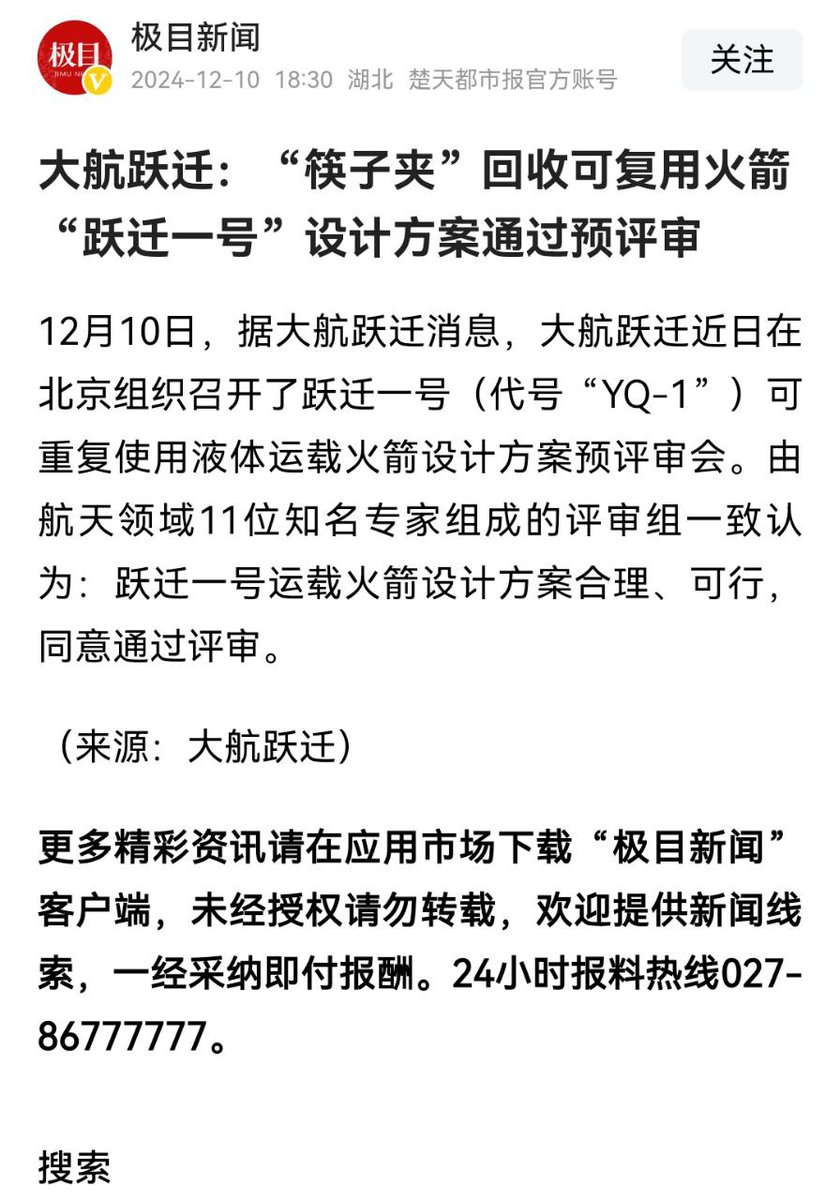 极目
JIMU NE
V
极目新闻
2024-12-10 18:30 湖北 楚天都市报官方账号
关注
大航跃迁：“筷子夹”回收可复用火箭
“跃迁一号”设计方案通过预评审
12月10日，据大航跃迁消息，大航跃迁近日在
北京组织召开了跃迁一号（代号“YQ-1”）可
重复使用液体运载火箭设计方案预评审会。由
航天领域11位知名专家组成的评审组一致认
为：跃迁一号运载火箭设计方案合理、可行，
同意通过评审。
（来源：大航跃迁）
更多精彩资讯请在应用市场下载“极目新闻”
客户端，未经授权请勿转载，欢迎提供新闻线
索，一经采纳即付报酬。24小时报料热线027-
86777777。
搜索